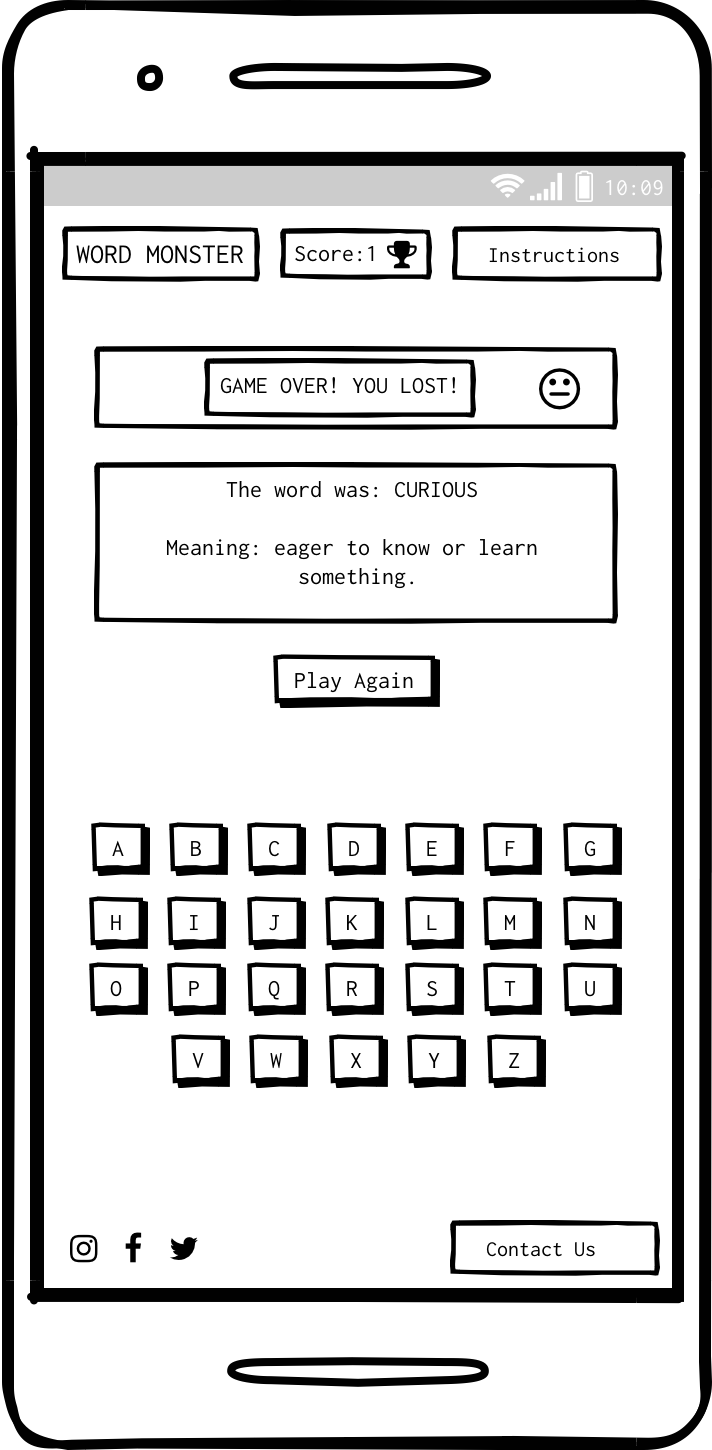 10:09
WORD MONSTER
Score:1
Instructions
GAME OVER! YOU LOST!
The word was: CURIOUS
Meaning: eager to know or learn
something.
Play Again
A B C D E F G
H I J K L M N
O P Q R S T U
V W X Y Z
Contact Us